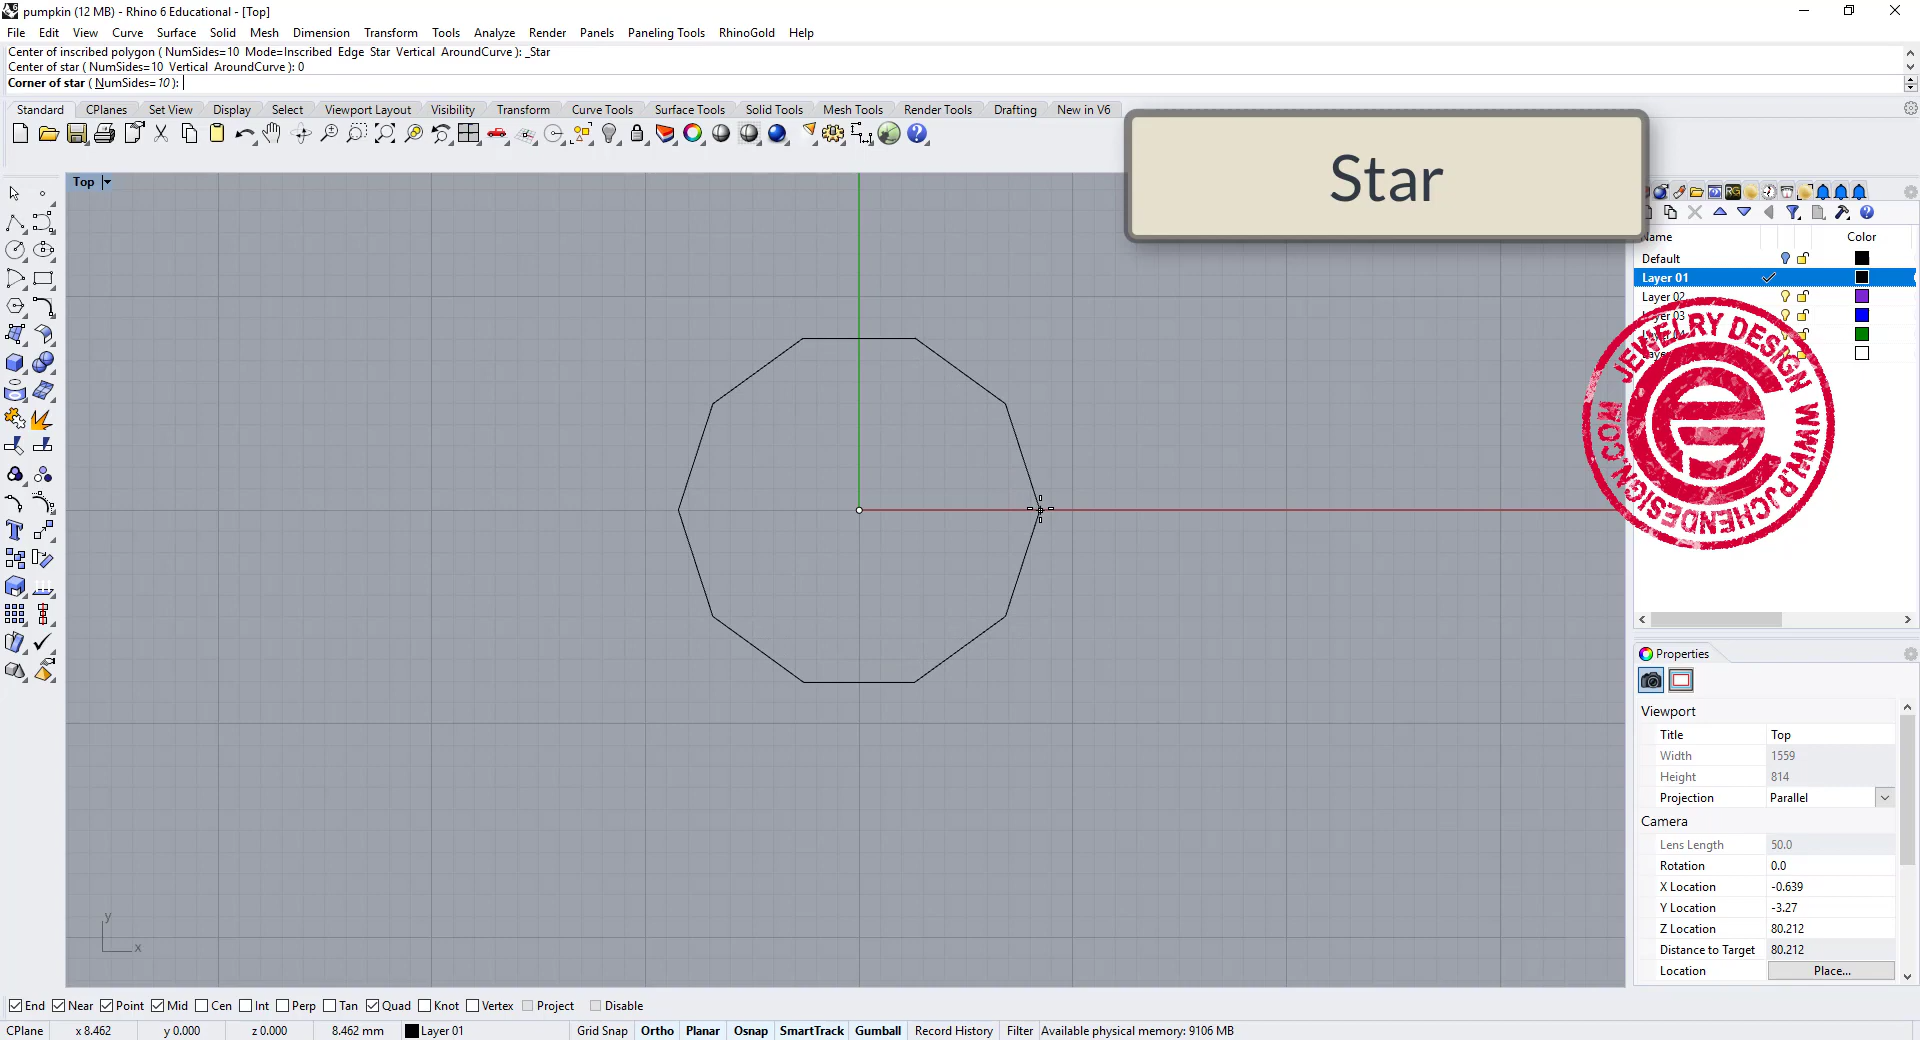 pumpkin (12 MB) - Rhino 6 Educational - [Top]
File Edit View Curve Surface Solid Mesh Dimension Transform Tools Analyze Render Panels Paneling Tools RhinoGold Help
Center of inscribed polygon ( NumSides=10 Mode=Inscribed Edge Star Vertical AroundCurve ): _Star
Center of star ( NumSides=10 Vertical AroundCurve ): 0
Corner of star ( NumSides=10 ):
Standard CPlanes Set View Display Select Viewport Layout Visibility Transform Curve Tools Surface Tools Solid Tools Mesh Tools Render Tools Drafting New in V6
Star
Top
Name Color
Default
Layer 01
Layer 02
Layer 03
JEWELRY DESIGN WWW.PJCHENDESIGN.COM
Properties
Viewport
Title Top
Width 1559
Height 814
Projection Parallel
Camera
Lens Length 50.0
Rotation 0.0
X Location -0.639
Y Location -3.27
Z Location 80.212
Distance to Target 80.212
Location Place...
y
x
End Near Point Mid Cen Int Perp Tan Quad Knot Vertex Project Disable
CPlane x 8.462 y 0.000 z 0.000 8.462 mm Layer 01 Grid Snap Ortho Planar Osnap SmartTrack Gumball Record History Filter Available physical memory: 9106 MB